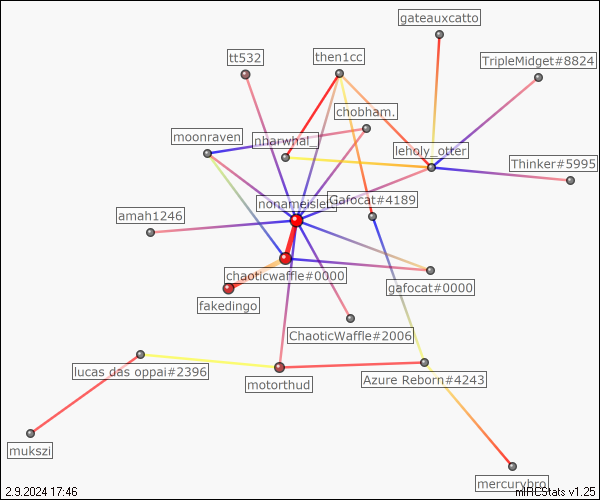 gateauxcatto
tt532
then1cc
TripleMidget#8824
chobham.
moonraven
nharwhal_
leholy_otter
Thinker#5995
nonameisleft
Gafocat#4189
amah1246
chaoticwaffle#0000
gafocat#0000
fakedingo
ChaoticWaffle#2006
lucas das oppai#2396
motorthud
Azure Reborn#4243
mukszi
mercurybro
2.9.2024 17:46
mIRCStats v1.25